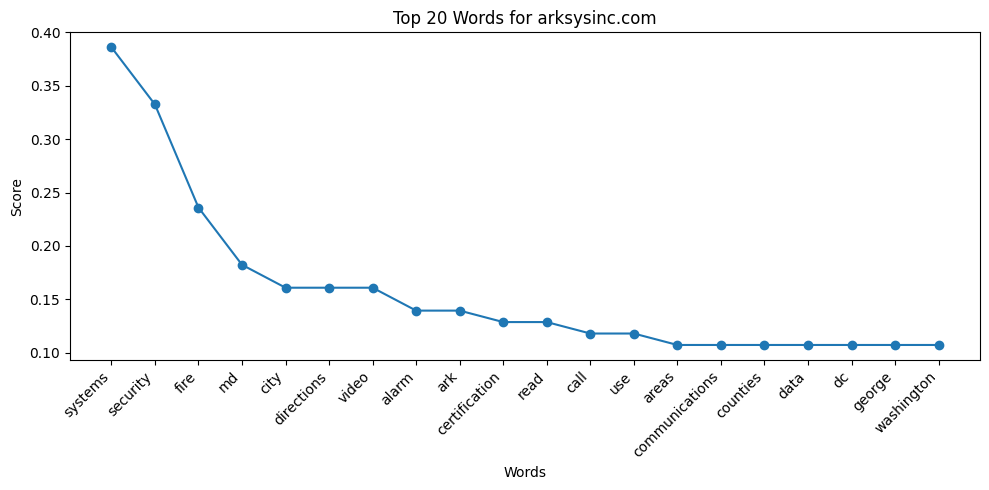 Top 20 Words for arksysinc.com
Score
0.40
0.35
0.30
0.25
0.20
0.15
0.10
systems
security
fire
md
city
directions
video
alarm
ark
certification
read
call
use
areas
communications
counties
data
dc
george
washington
Words